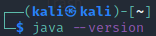 ┌──(kali㉿kali)-[~]
└─$ java --version